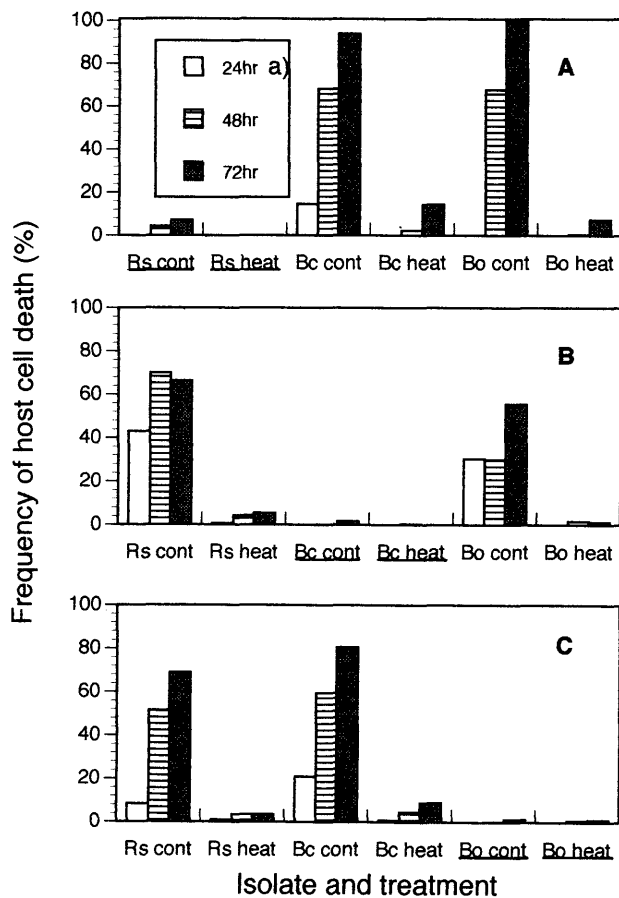 Frequency of host cell death (%)
100
80
60
40
20
0
24hr a)
48hr
72hr
A
Rs cont Rs heat Bc cont Bc heat Bo cont Bo heat
100
80
60
40
20
0
B
Rs cont Rs heat Bc cont Bc heat Bo cont Bo heat
100
80
60
40
20
0
C
Rs cont Rs heat Bc cont Bc heat Bo cont Bo heat
Isolate and treatment